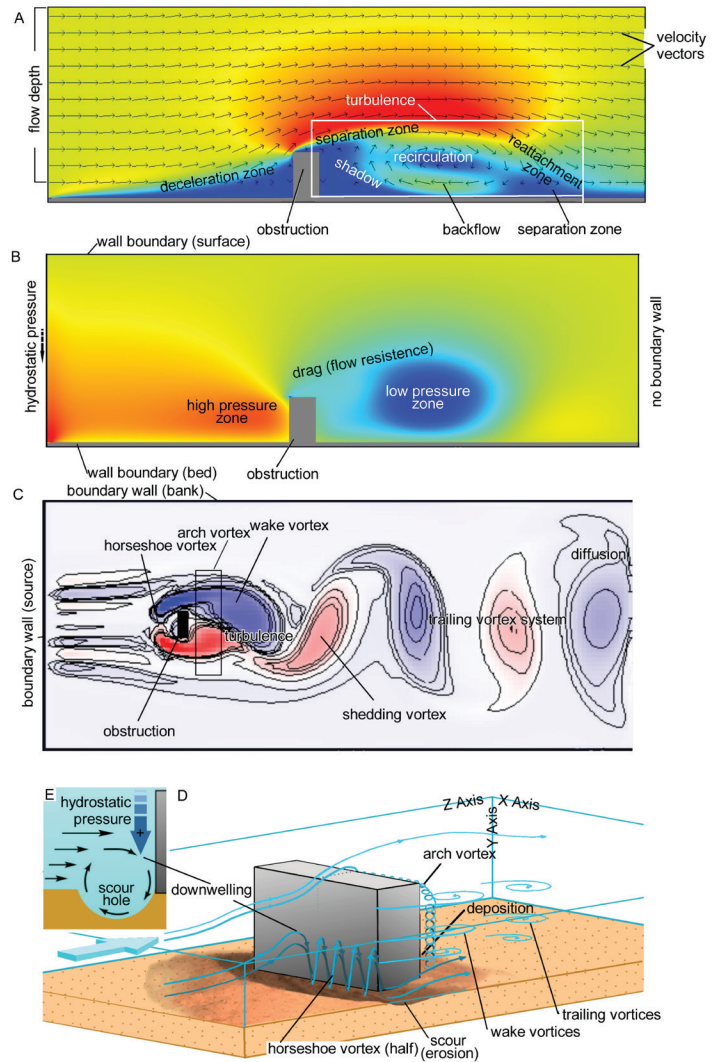 A
velocity
vectors
flow depth
turbulence
separation zone
recirculation
reattachment
zone
shadow
deceleration zone
obstruction
backflow
separation zone
wall boundary (surface)
B
hydrostatic pressure
no boundary wall
drag (flow resistence)
low pressure
zone
high pressure
zone
wall boundary (bed)
obstruction
boundary wall (bank)
C
arch vortex
wake vortex
horseshoe vortex
diffusion
boundary wall (source)
trailing vortex system
turbulence
shedding vortex
obstruction
E
D
hydrostatic
pressure
+
scour
hole
Z Axis
X Axis
Y Axis
arch vortex
downwelling
deposition
trailing vortices
wake vortices
scour
(erosion)
horseshoe vortex (half)